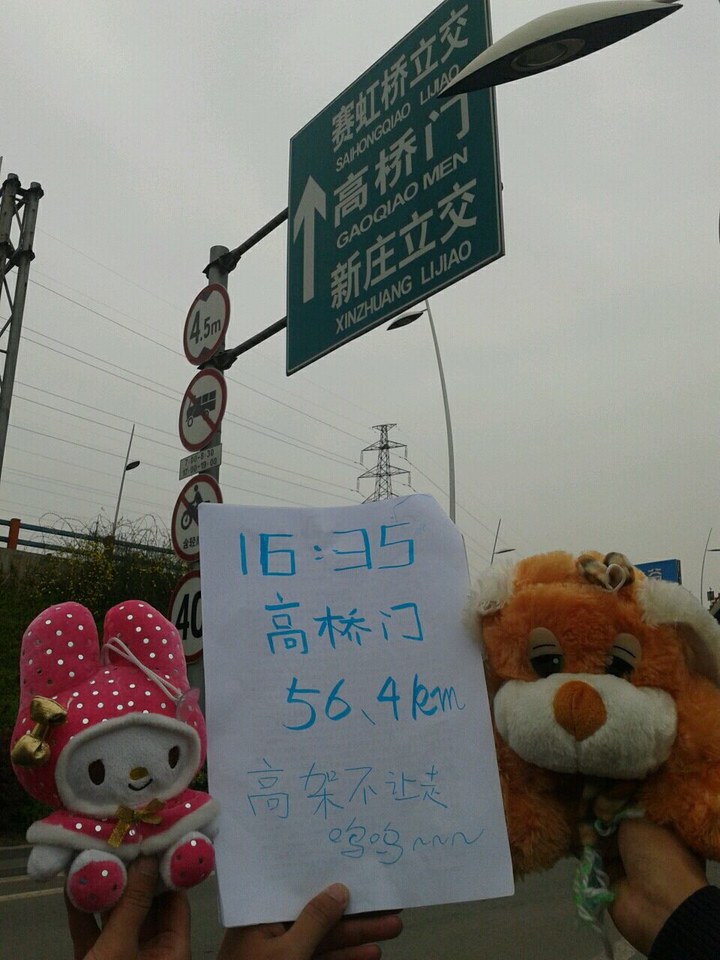 赛虹桥立交
SAIHONGQIAO LIJIAO
高桥门
GAOQIAO MEN
新庄立交
XINZHUANG LIJIAO
4.5m
40
16:35
高桥门
56、4km
高架不让走
呜呜~~~